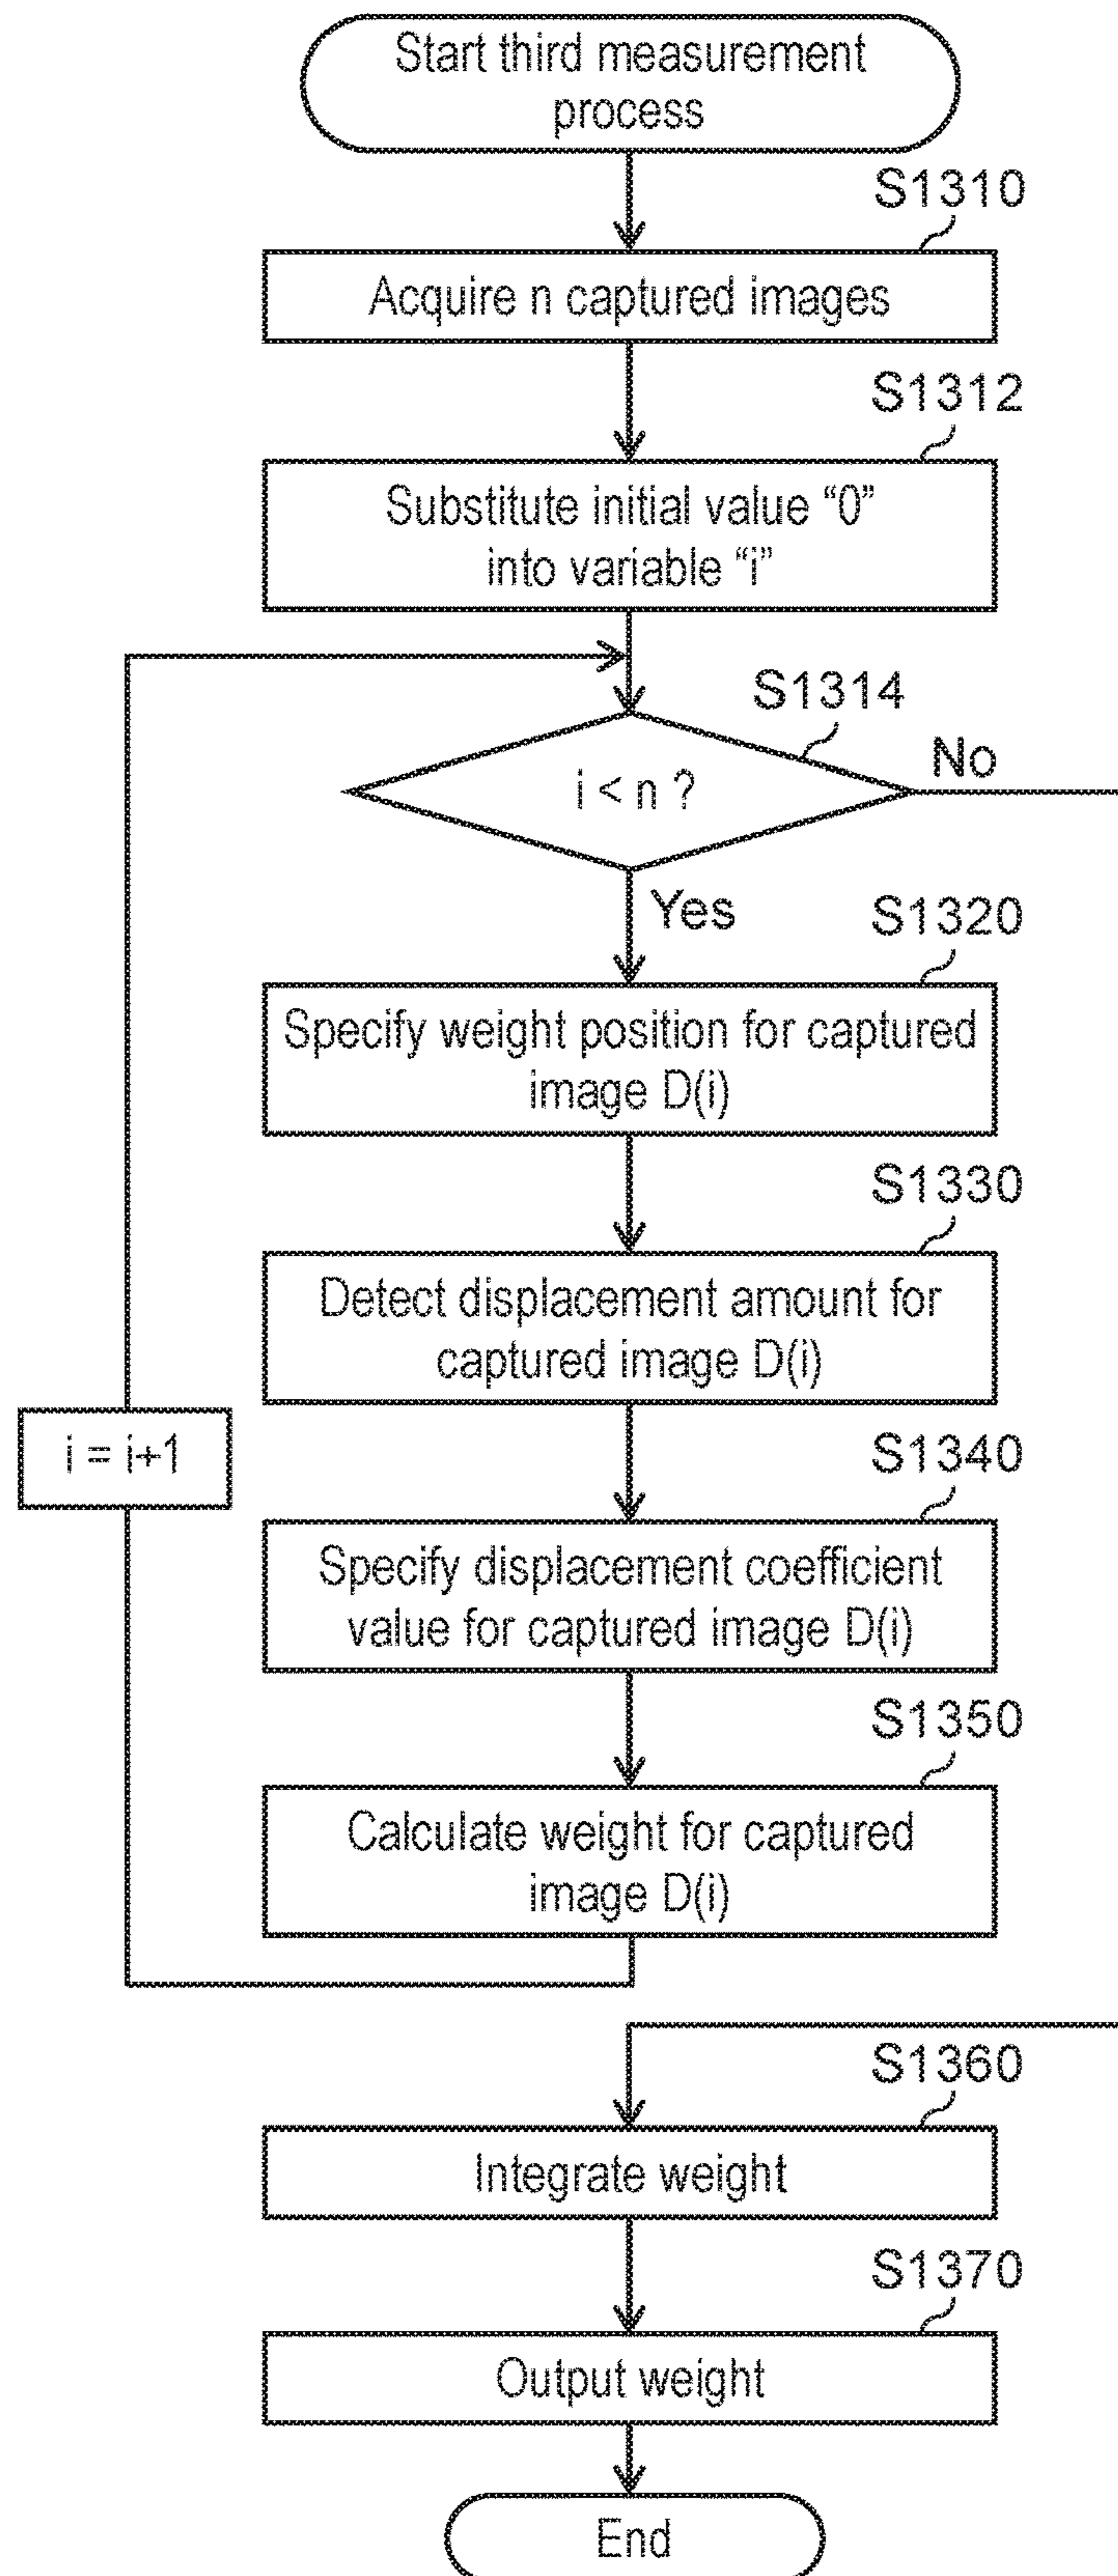 Start third measurement
process
S1310
Acquire n captured images
S1312
Substitute initial value “0”
into variable “i”
S1314
i < n ?
No
Yes
S1320
Specify weight position for captured
image D(i)
S1330
Detect displacement amount for
captured image D(i)
i = i+1
S1340
Specify displacement coefficient
value for captured image D(i)
S1350
Calculate weight for captured
image D(i)
S1360
Integrate weight
S1370
Output weight
End